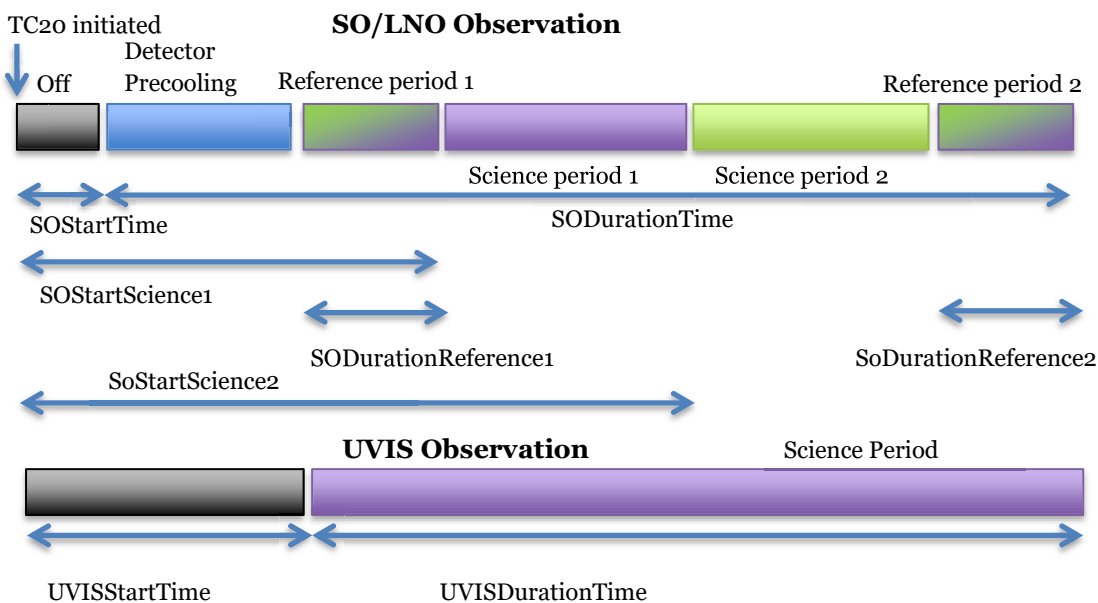 TC20 initiated
SO/LNO Observation
Off
Detector
Precooling
Reference period 1
Reference period 2
Science period 1
Science period 2
SOStartTime
SODurationTime
SOStartScience1
SODurationReference1
SoDurationReference2
SoStartScience2
UVIS Observation
Science Period
UVISStartTime
UVISDurationTime